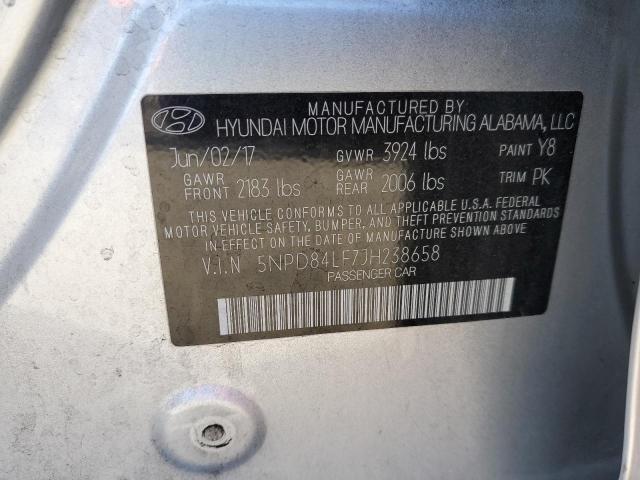 MANUFACTURED BY
HYUNDAI MOTOR MANUFACTURING ALABAMA, LLC
Jun/02/17 GVWR 3924 lbs PAINT Y8
GAWR FRONT 2183 lbs GAWR REAR 2006 lbs TRIM PK
THIS VEHICLE CONFORMS TO ALL APPLICABLE U.S.A. FEDERAL
MOTOR VEHICLE SAFETY, BUMPER, AND THEFT PREVENTION STANDARDS
IN EFFECT ON THE DATE OF MANUFACTURE SHOWN ABOVE.
V.I.N 5NPD84LF7JH238658
PASSENGER CAR